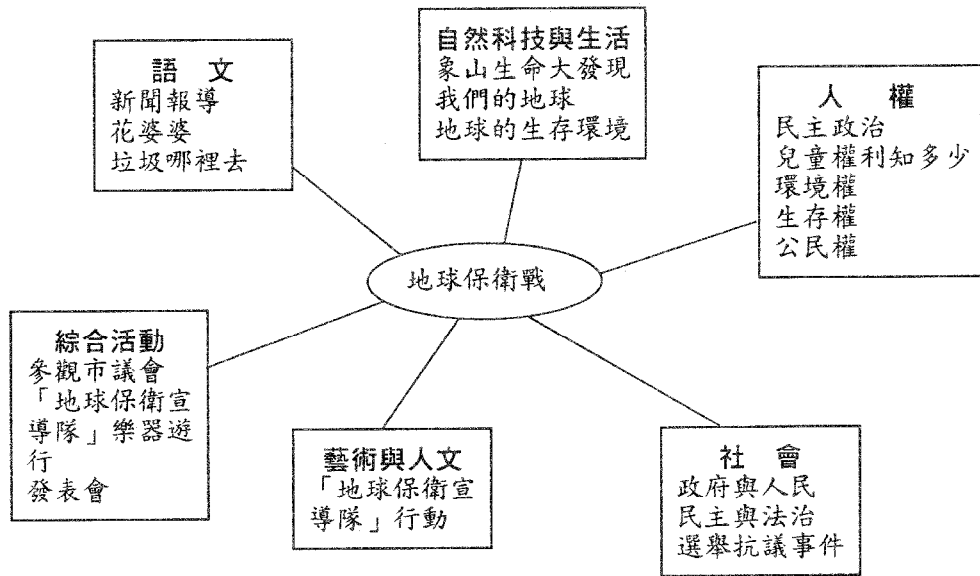 語 文
新聞報導
花婆婆
垃圾哪裡去
自然科技與生活
象山生命大發現
我們的地球
地球的生存環境
人 權
民主政治
兒童權利知多少
環境權
生存權
公民權
地球保衛戰
綜合活動
參觀市議會
「地球保衛宣
導隊」樂器遊
行
發表會
藝術與人文
「地球保衛宣
導隊」行動
社 會
政府與人民
民主與法治
選舉抗議事件